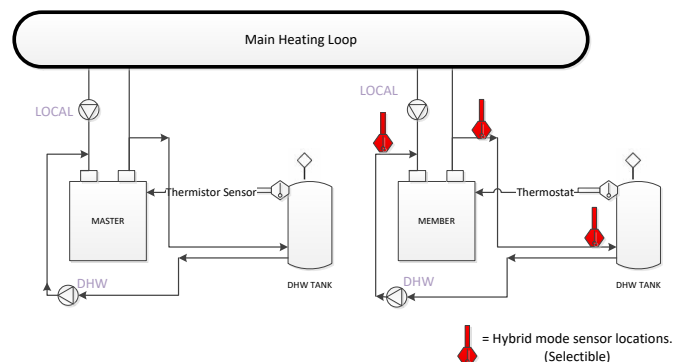 Main Heating Loop
LOCAL
LOCAL
Thermistor Sensor
Thermostat
MASTER
MEMBER
DHW
DHW TANK
DHW
DHW TANK
= Hybrid mode sensor locations.
(Selectible)